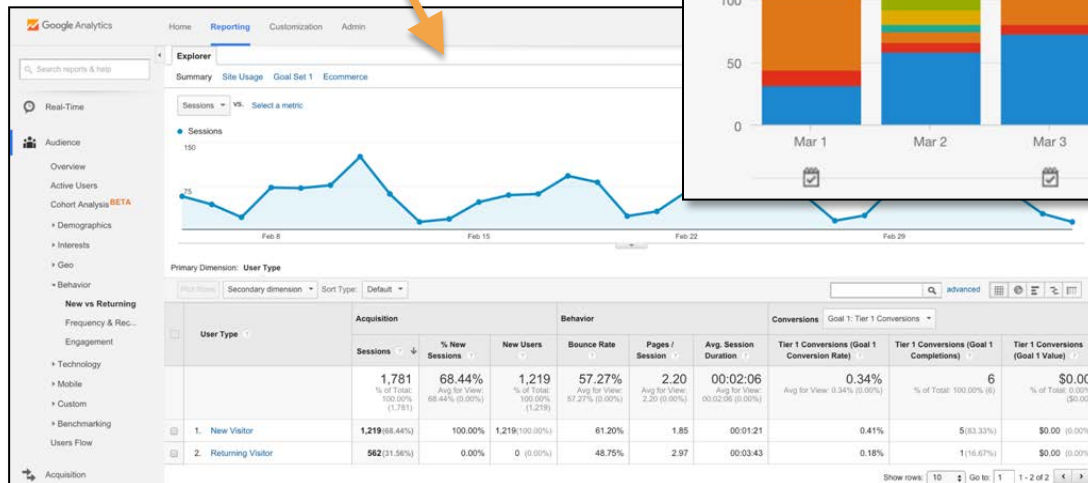 Google Analytics
Home Reporting Customization Admin
Search reports & help
Real-Time
Audience
Overview
Active Users
Cohort Analysis BETA
Demographics
Interests
Geo
Behavior
New vs Returning
Frequency & Rec...
Engagement
Technology
Mobile
Custom
Benchmarking
Users Flow
Acquisition
Explorer
Summary Site Usage Goal Set 1 Ecommerce
Sessions VS. Select a metric
Sessions
150
75
Feb 8 Feb 15 Feb 22 Feb 29
100
50
0
Mar 1 Mar 2 Mar 3
Primary Dimension: User Type
Plot Rows Secondary dimension Sort Type: Default advanced
User Type Acquisition Behavior Conversions Goal 1: Tier 1 Conversions
Sessions % New Sessions New Users Bounce Rate Pages / Session Avg. Session Duration Tier 1 Conversions (Goal 1 Conversion Rate) Tier 1 Conversions (Goal 1 Completions) Tier 1 Conversions (Goal 1 Value)
1,781 68.44% 1,219 57.27% 2.20 00:02:06 0.34% 6 $0.00
% of Total: 100.00% (1,781) Avg for View: 68.44% (0.00%) % of Total: 100.00% (1,219) Avg for View: 57.27% (0.00%) Avg for View: 2.20 (0.00%) Avg for View: 00:02:06 (0.00%) Avg for View: 0.34% (0.00%) % of Total: 100.00% (6) % of Total: 0.00% ($0.00)
1. New Visitor 1,219 (68.44%) 100.00% 1,219 (100.00%) 61.20% 1.85 00:01:21 0.41% 5 (83.33%) $0.00 (0.00%)
2. Returning Visitor 562 (31.56%) 0.00% 0 (0.00%) 48.75% 2.97 00:03:43 0.18% 1 (16.67%) $0.00 (0.00%)
Show rows: 10 Go to: 1 1 - 2 of 2